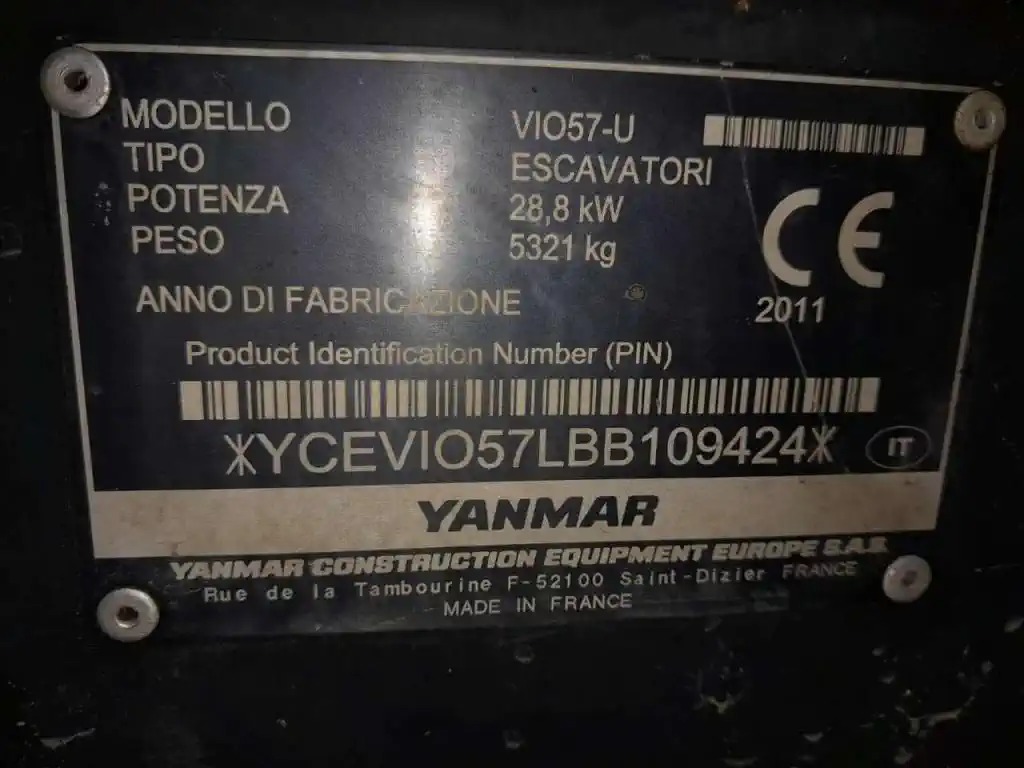 MODELLO VIO57-U
TIPO ESCAVATORI
POTENZA 28,8 kW
PESO 5321 kg
CE
ANNO DI FABRICAZIONE 2011
Product Identification Number (PIN)
*YCEVIO57LBB109424* IT
YANMAR
YANMAR CONSTRUCTION EQUIPMENT EUROPE S.A.S.
Rue de la Tambourine F-52100 Saint-Dizier FRANCE
MADE IN FRANCE